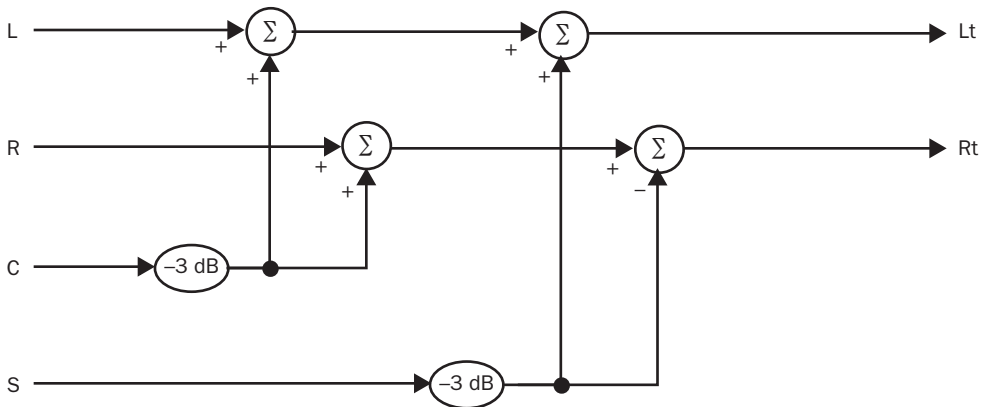 L + Σ + Σ Lt
+ +
R + Σ + Σ Rt
+ –
C –3 dB
S –3 dB